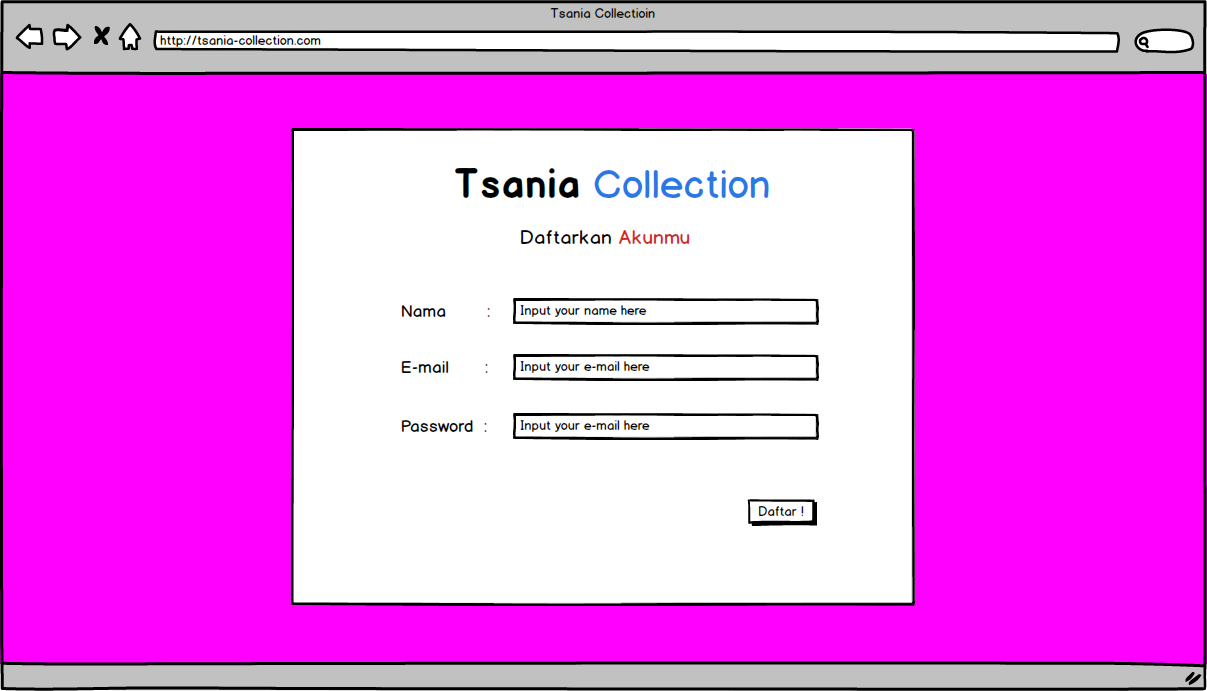 Tsania Collectioin
http://tsania-collection.com
Tsania Collection
Daftarkan Akunmu
Nama : Input your name here
E-mail : Input your e-mail here
Password : Input your e-mail here
Daftar !